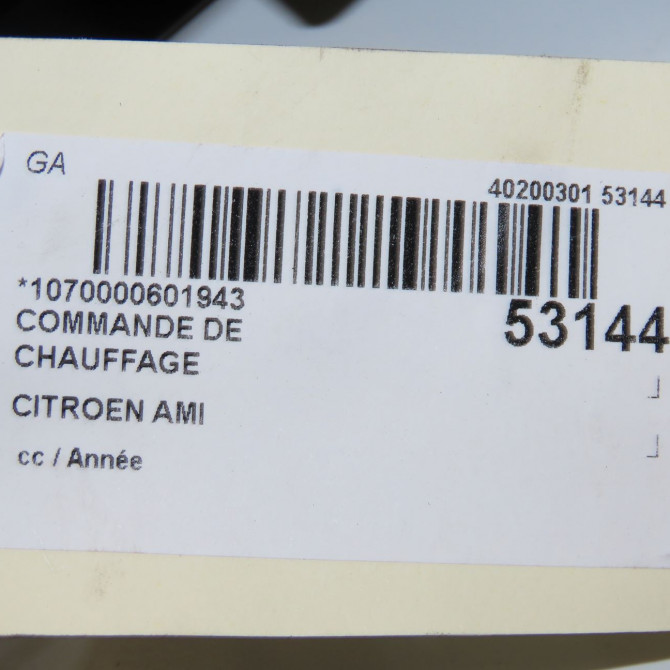 GA
40200301 53144
*1070000601943
53144
COMMANDE DE
CHAUFFAGE
CITROEN AMI
cc / Année